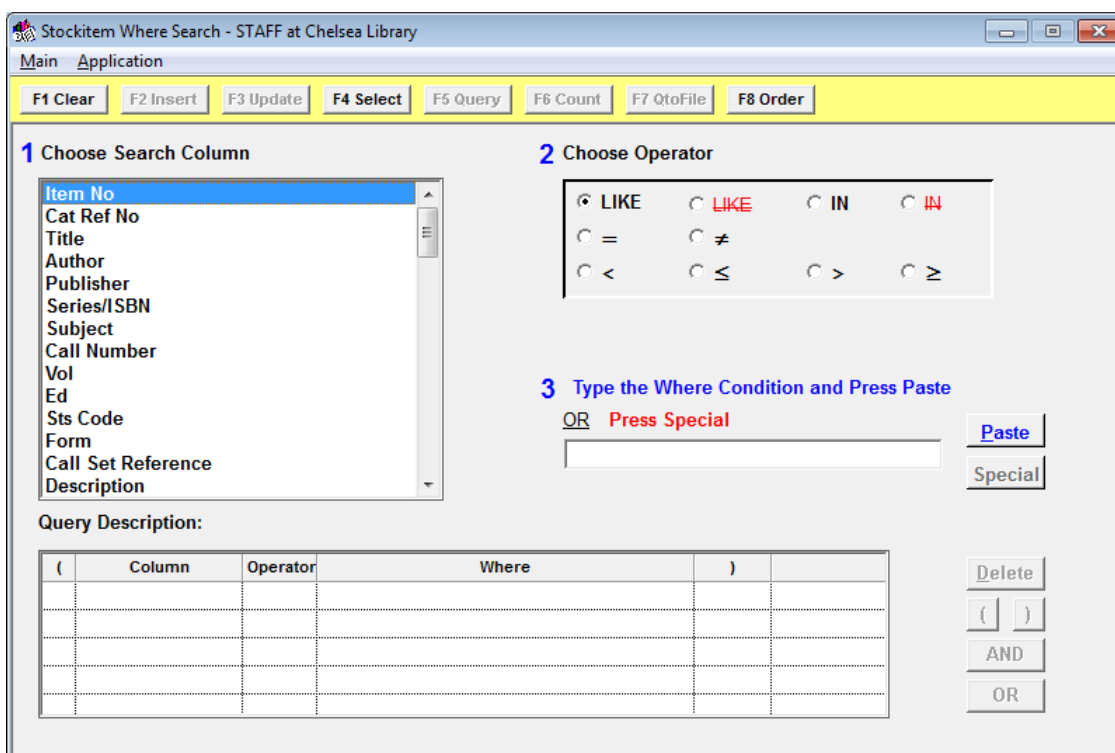 Stockitem Where Search - STAFF at Chelsea Library
Main Application
F1 Clear F2 Insert F3 Update F4 Select F5 Query F6 Count F7 QtoFile F8 Order
1 Choose Search Column
Item No
Cat Ref No
Title
Author
Publisher
Series/ISBN
Subject
Call Number
Vol
Ed
Sts Code
Form
Call Set Reference
Description
2 Choose Operator
LIKE LIKE IN IN
= ≠
< ≤ > ≥
3 Type the Where Condition and Press Paste
OR Press Special
Paste
Special
Query Description:
( Column Operator Where )
Delete
( )
AND
OR